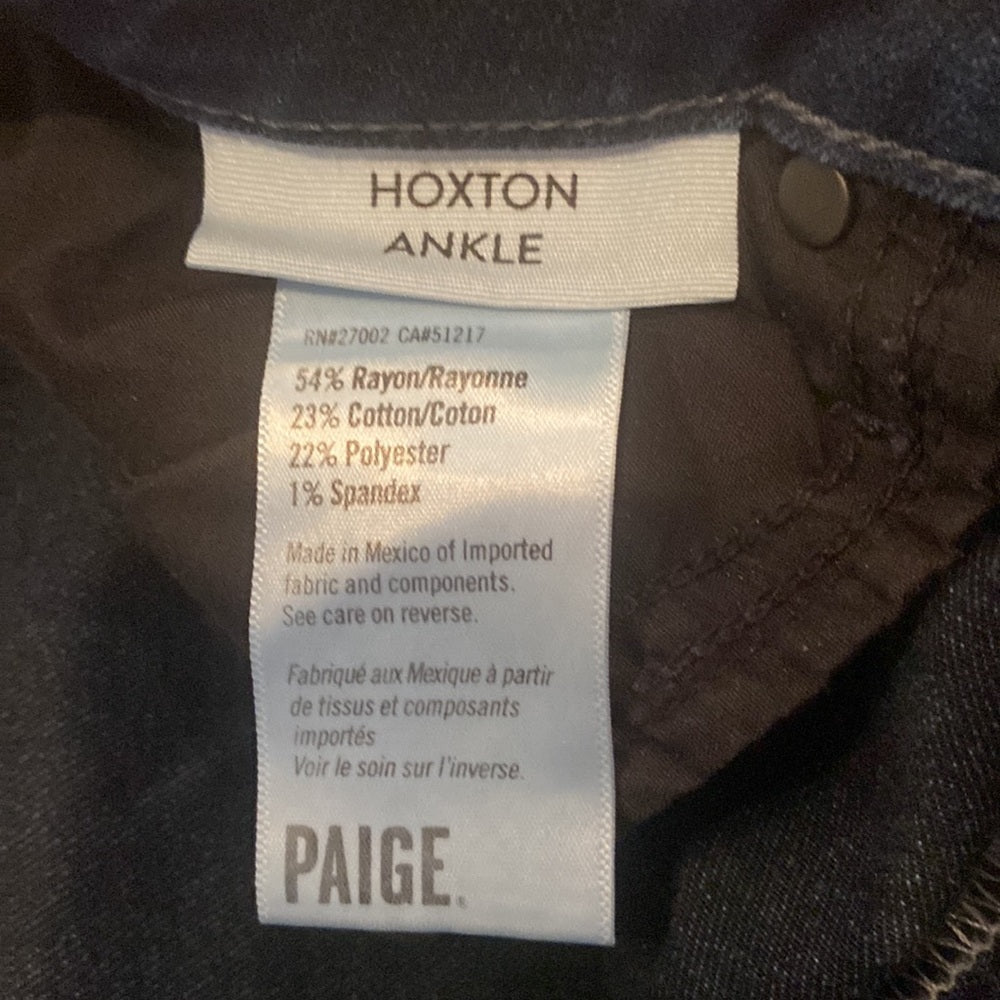 HOXTON
ANKLE
RN#27002 CA#51217
54% Rayon/Rayonne
23% Cotton/Coton
22% Polyester
1% Spandex
Made in Mexico of Imported
fabric and components.
See care on reverse.
Fabriqué aux Mexique à partir
de tissus et composants
importés
Voir le soin sur l'inverse.
PAIGE.